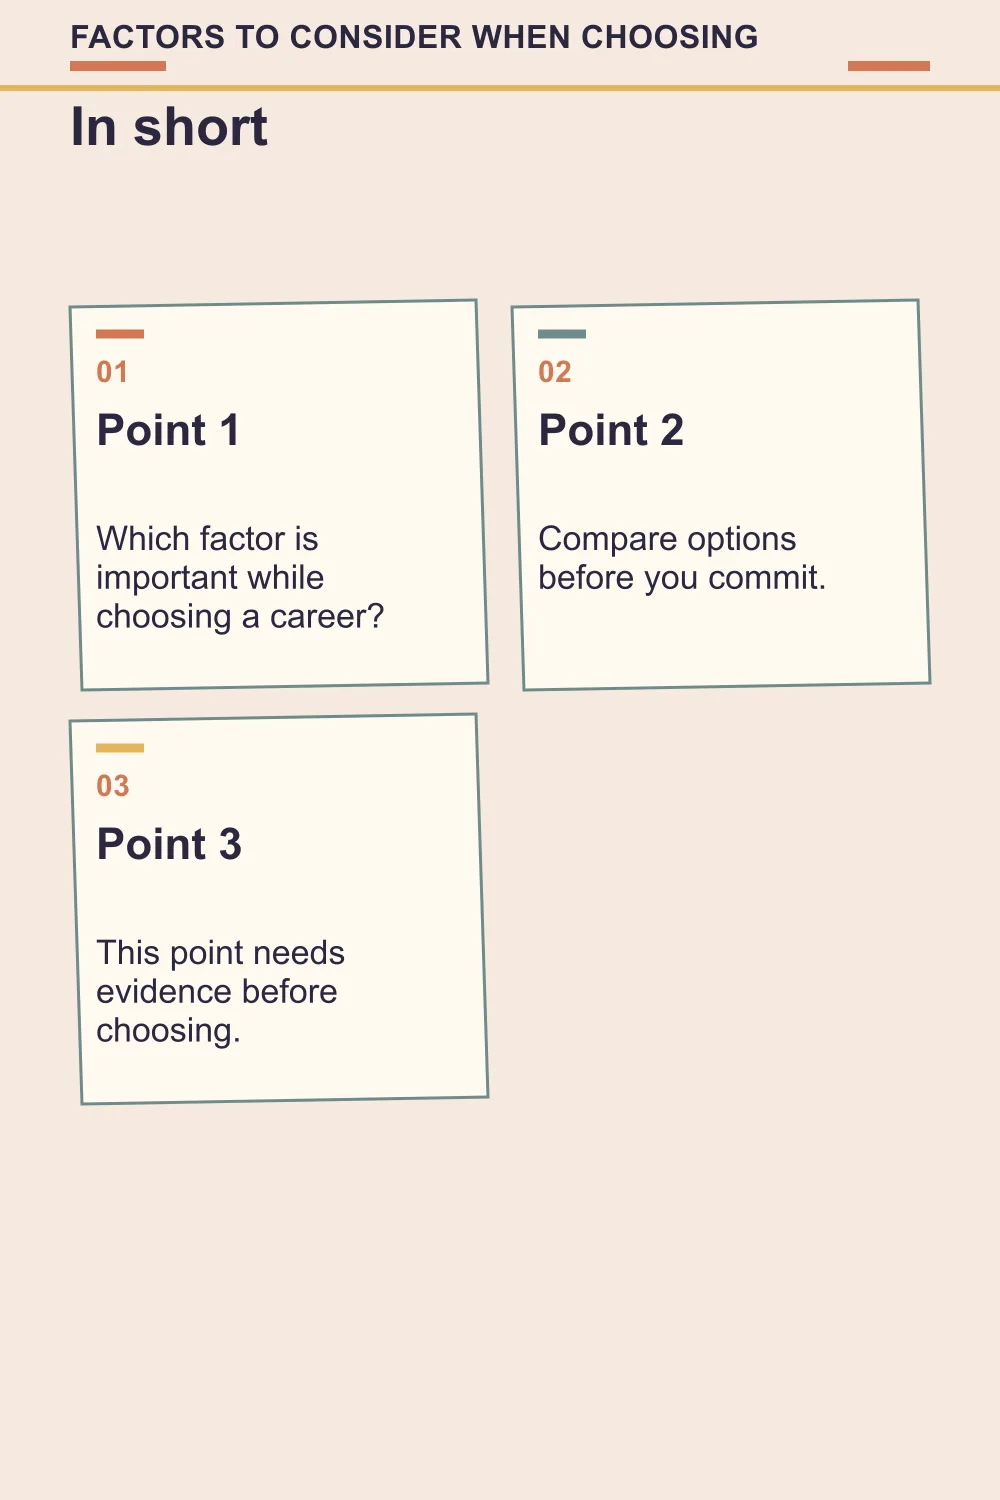 FACTORS TO CONSIDER WHEN CHOOSING
In short
01
Point 1
Which factor is
important while
choosing a career?
02
Point 2
Compare options
before you commit.
03
Point 3
This point needs
evidence before
choosing.